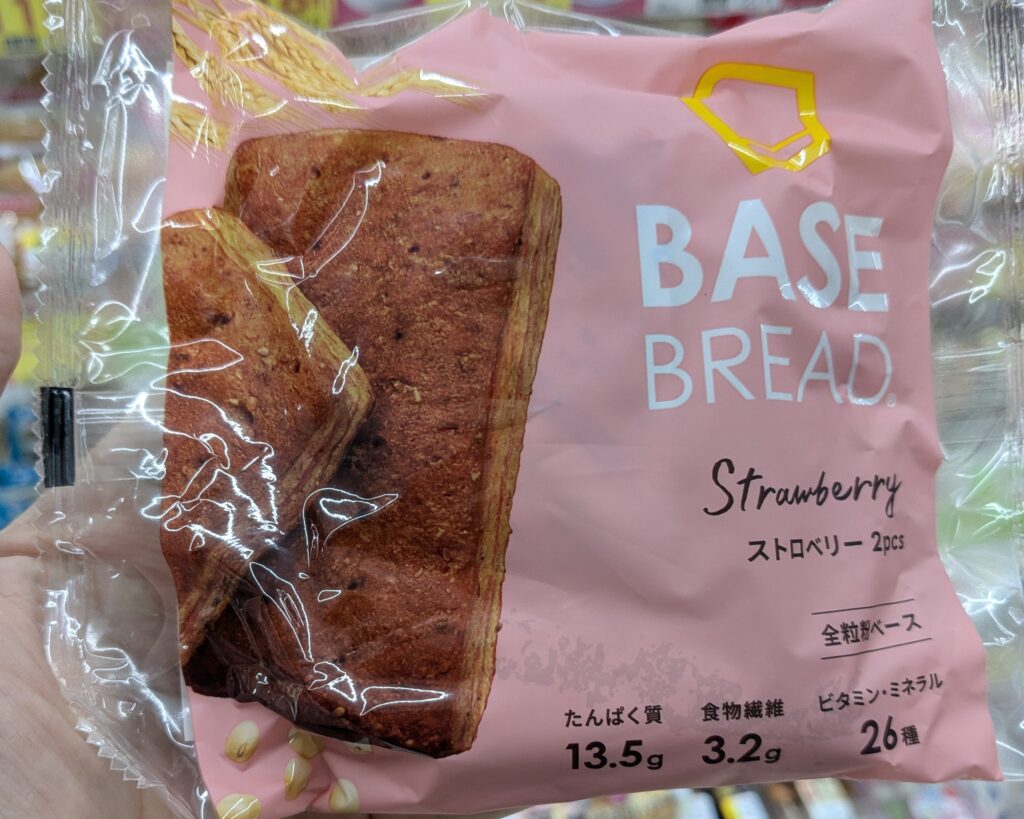 BASE
BREAD®
Strawberry
ストロベリー 2pcs
全粒粉ベース
たんぱく質
13.5g
食物繊維
3.2g
ビタミン・ミネラル
26種